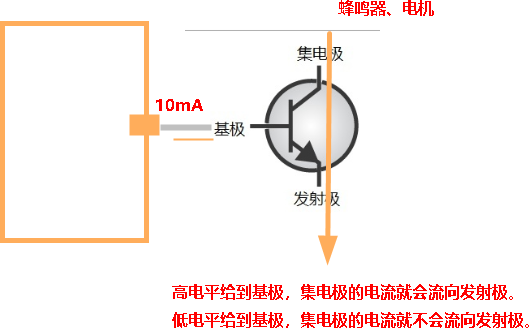 蜂鸣器、电机
集电极
10mA
基极
发射极
高电平给到基极，集电极的电流就会流向发射极。
低电平给到基极，集电极的电流就不会流向发射极。